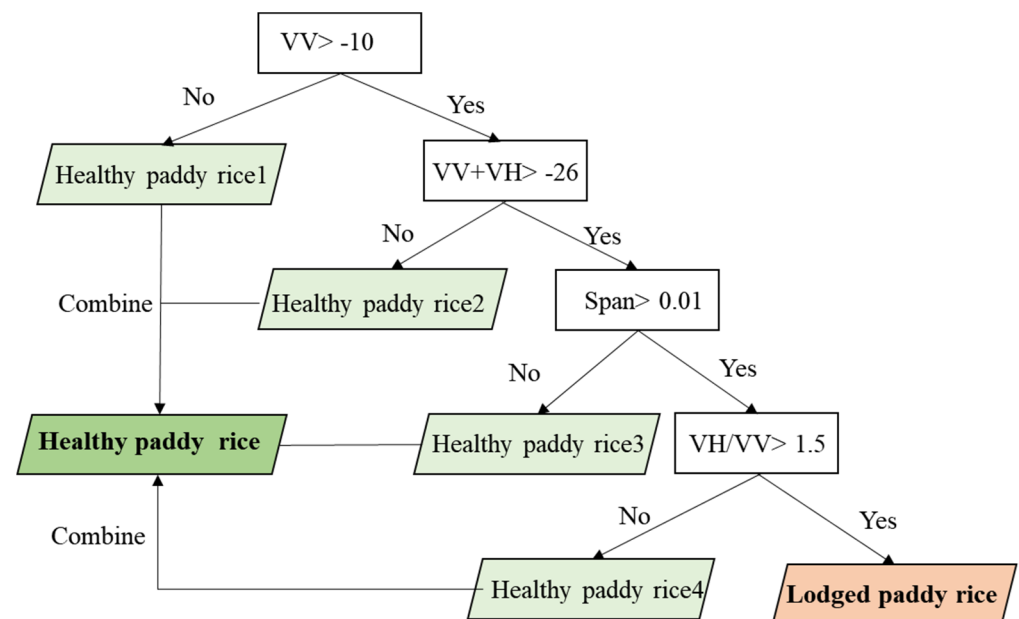 VV> -10
No
Yes
Healthy paddy rice1
VV+VH> -26
No
Yes
Combine
Healthy paddy rice2
Span> 0.01
No
Yes
Healthy paddy rice
Healthy paddy rice3
VH/VV> 1.5
Combine
No
Yes
Healthy paddy rice4
Lodged paddy rice